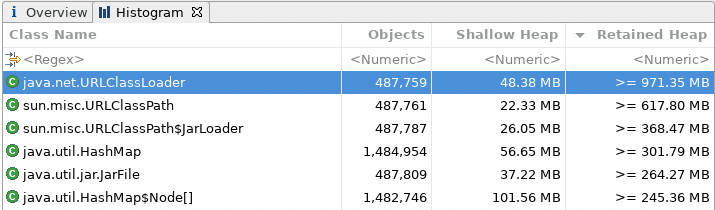 i Overview Histogram
Class Name Objects Shallow Heap Retained Heap
<Regex> <Numeric> <Numeric> <Numeric>
C java.net.URLClassLoader 487,759 48.38 MB >= 971.35 MB
C sun.misc.URLClassPath 487,761 22.33 MB >= 617.80 MB
C sun.misc.URLClassPath$JarLoader 487,787 26.05 MB >= 368.47 MB
C java.util.HashMap 1,484,954 56.65 MB >= 301.79 MB
C java.util.jar.JarFile 487,809 37.22 MB >= 264.27 MB
C java.util.HashMap$Node[] 1,482,746 101.56 MB >= 245.36 MB